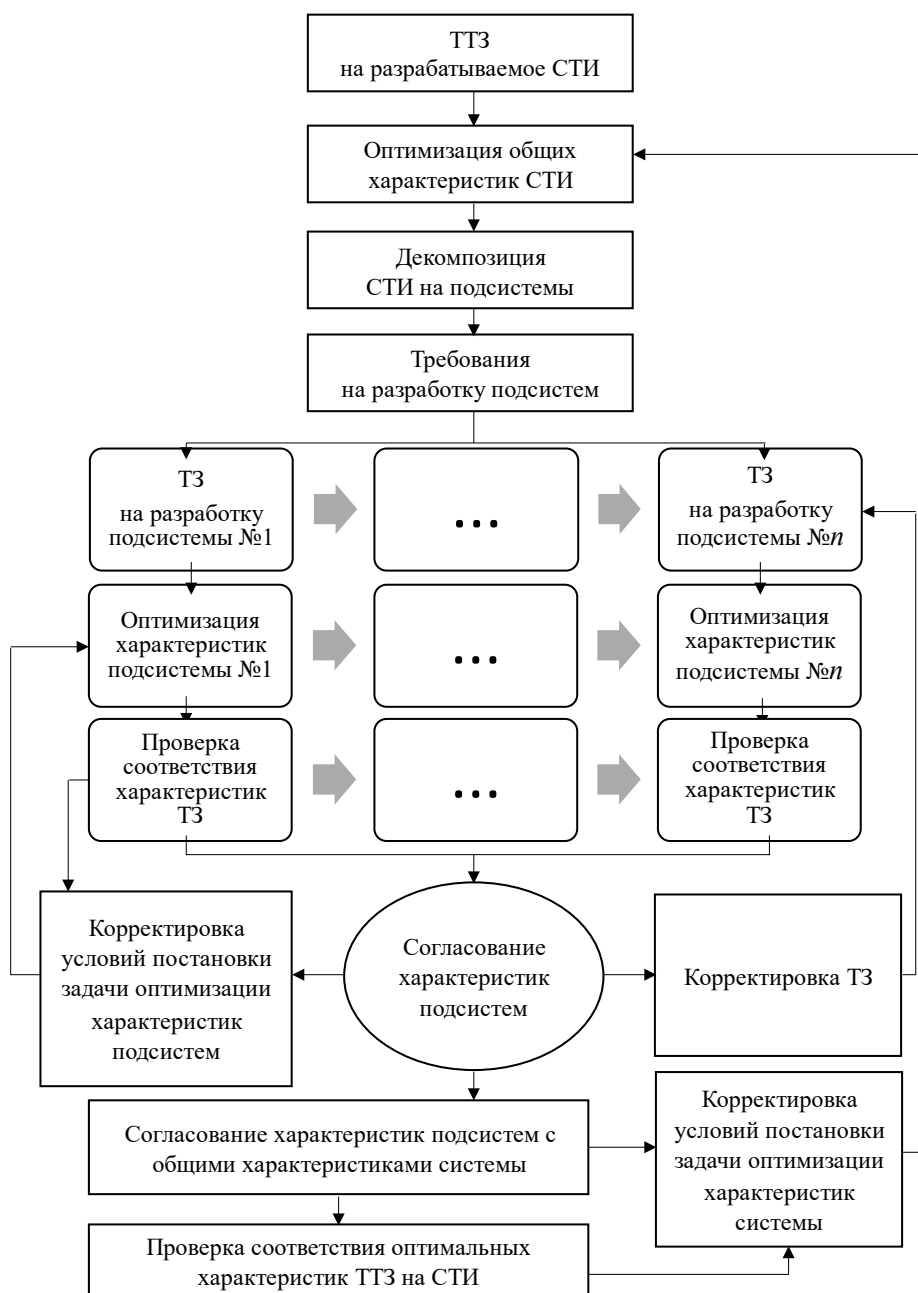 ТТЗ
на разрабатываемое СТИ
Оптимизация общих
характеристик СТИ
Декомпозиция
СТИ на подсистемы
Требования
на разработку подсистем
ТЗ
на разработку
подсистемы №1
...
ТЗ
на разработку
подсистемы №n
Оптимизация
характеристик
подсистемы №1
...
Оптимизация
характеристик
подсистемы №n
Проверка
соответствия
характеристик
ТЗ
...
Проверка
соответствия
характеристик
ТЗ
Корректировка
условий постановки
задачи оптимизации
характеристик
подсистем
Согласование
характеристик
подсистем
Корректировка ТЗ
Согласование характеристик подсистем с
общими характеристиками системы
Корректировка
условий постановки
задачи оптимизации
характеристик
системы
Проверка соответствия оптимальных
характеристик ТТЗ на СТИ